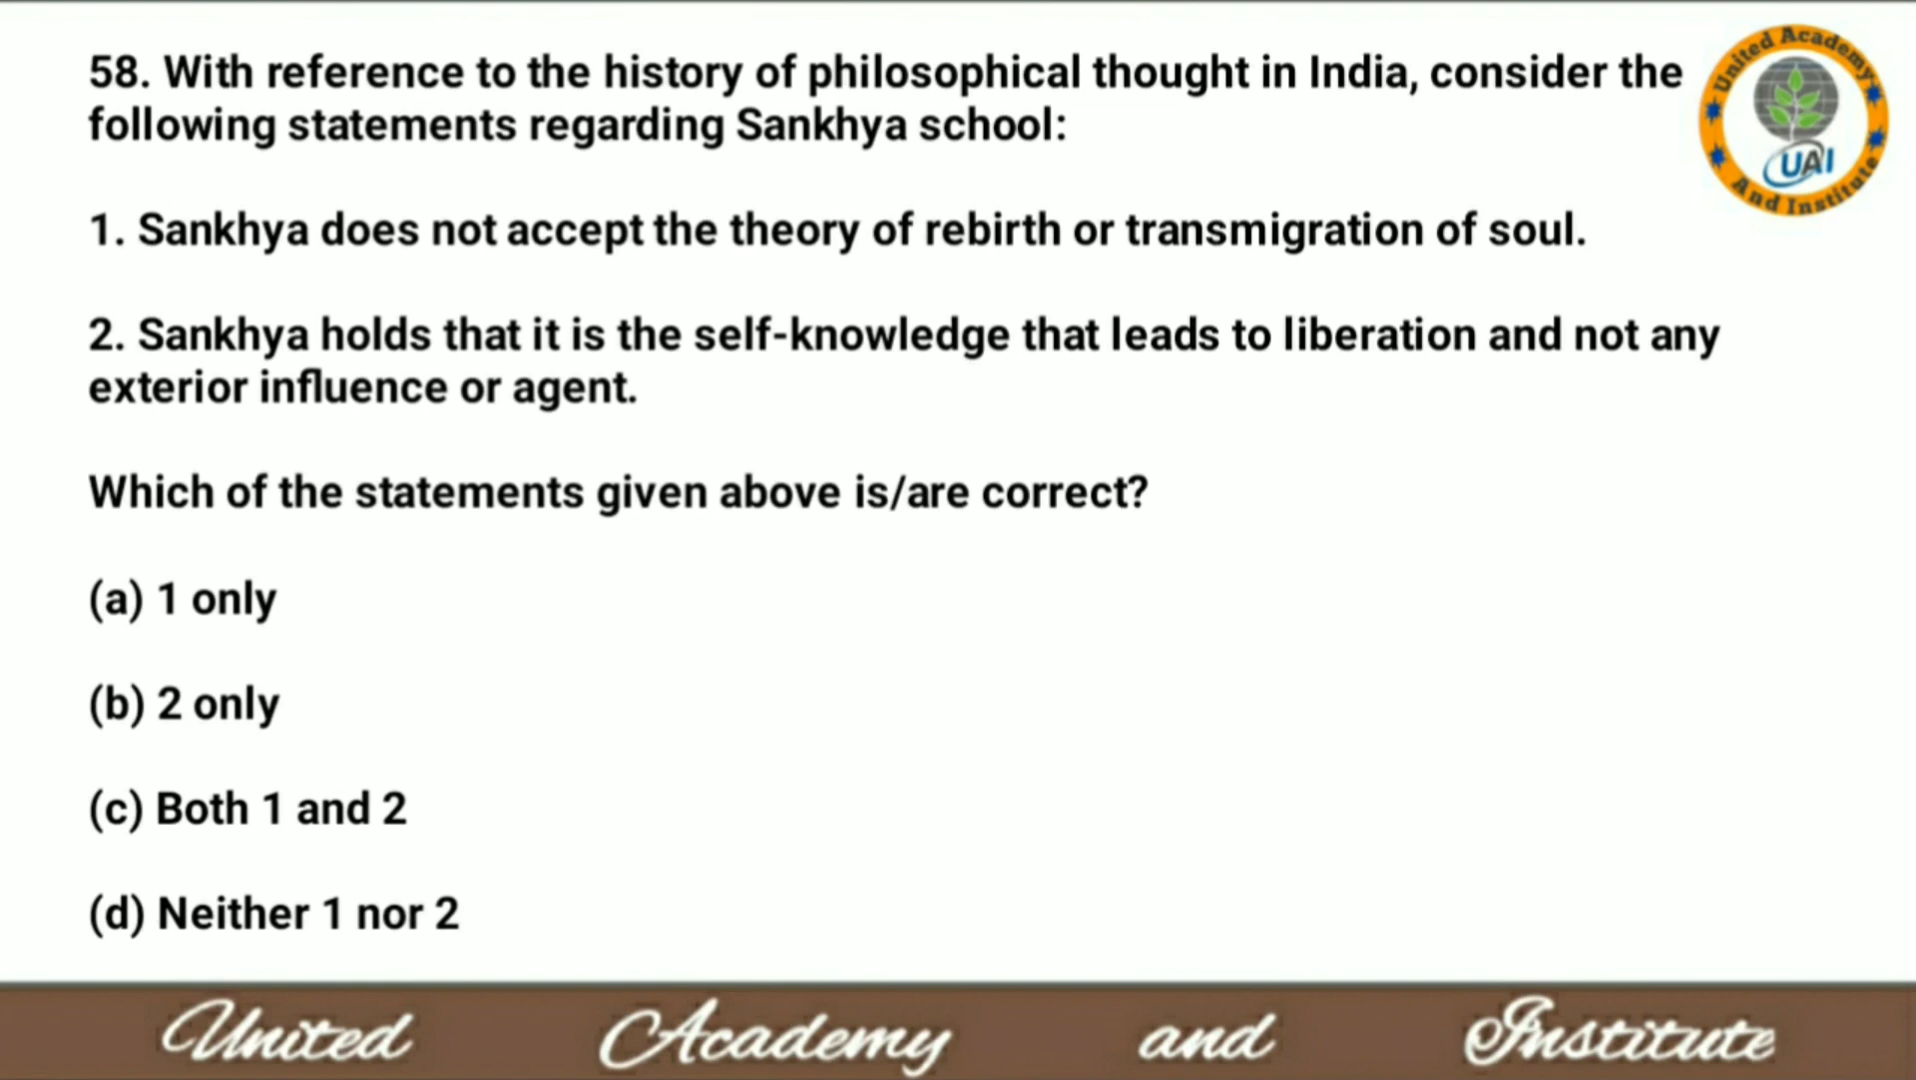 58. With reference to the history of philosophical thought in India, consider the
following statements regarding Sankhya school:
1. Sankhya does not accept the theory of rebirth or transmigration of soul.
2. Sankhya holds that it is the self-knowledge that leads to liberation and not any
exterior influence or agent.
Which of the statements given above is/are correct?
(a) 1 only
(b) 2 only
(c) Both 1 and 2
(d) Neither 1 nor 2
United Academy
UAI
And Institute
United Academy and Institute